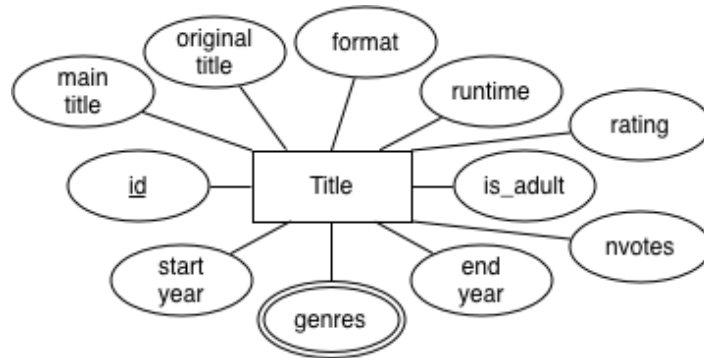 original
title
format
main
title
runtime
rating
id
Title
is_adult
start
year
genres
end
year
nvotes